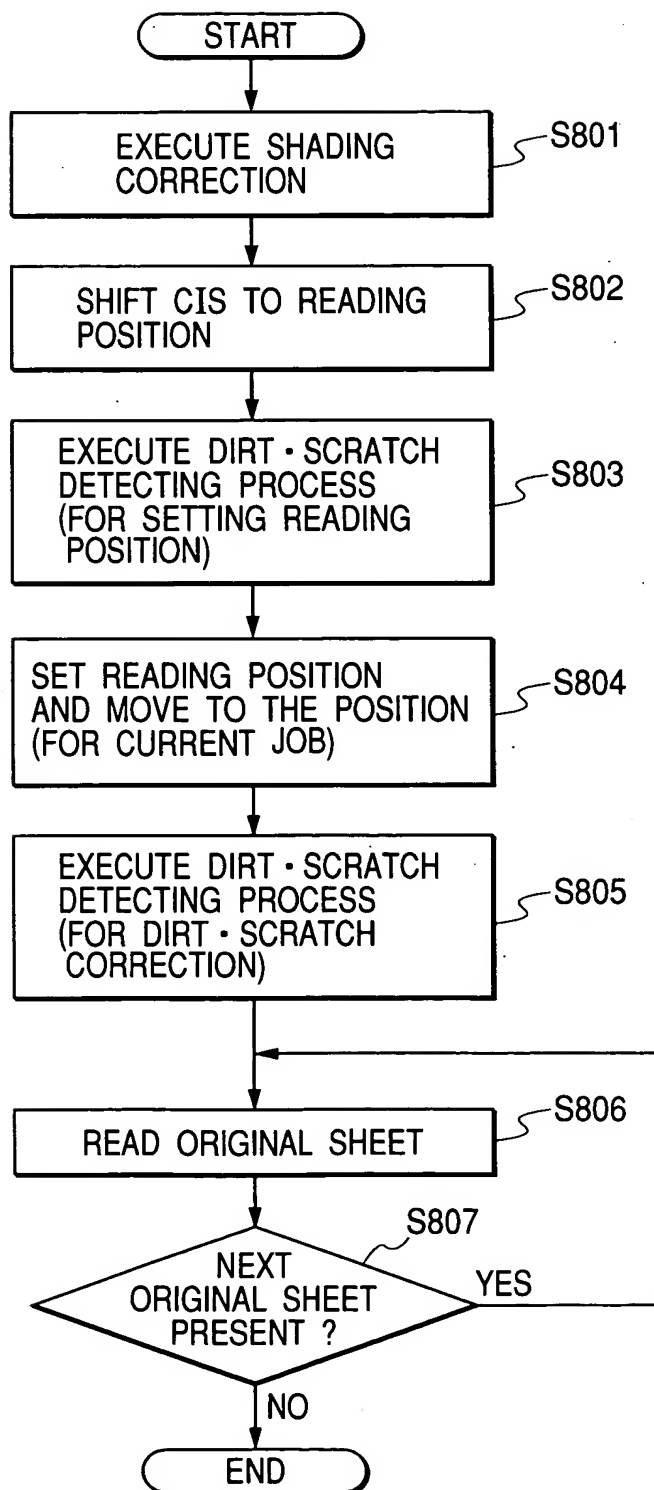 START
EXECUTE SHADING
CORRECTION
S801
SHIFT CIS TO READING
POSITION
S802
EXECUTE DIRT・SCRATCH
DETECTING PROCESS
(FOR SETTING READING
POSITION)
S803
SET READING POSITION
AND MOVE TO THE POSITION
(FOR CURRENT JOB)
S804
EXECUTE DIRT・SCRATCH
DETECTING PROCESS
(FOR DIRT・SCRATCH
CORRECTION)
S805
READ ORIGINAL SHEET
S806
S807
NEXT
ORIGINAL SHEET
PRESENT ?
YES
NO
END